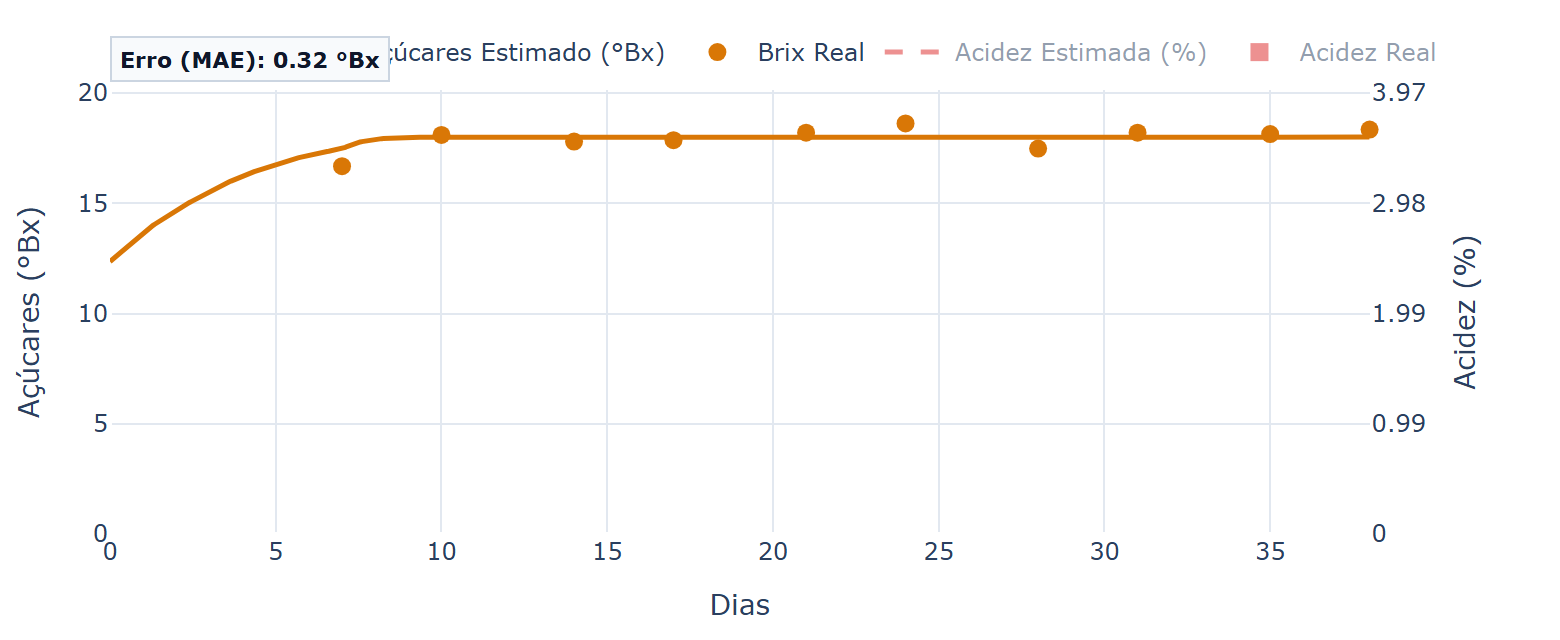 Erro (MAE): 0.32 ºBx
çúcares Estimado (°Bx)
Brix Real
Acidez Estimada (%)
Acidez Real
20
15
10
5
0
3.97
2.98
1.99
0.99
0
Açúcares (°Bx)
Acidez (%)
0
5
10
15
20
25
30
35
Dias